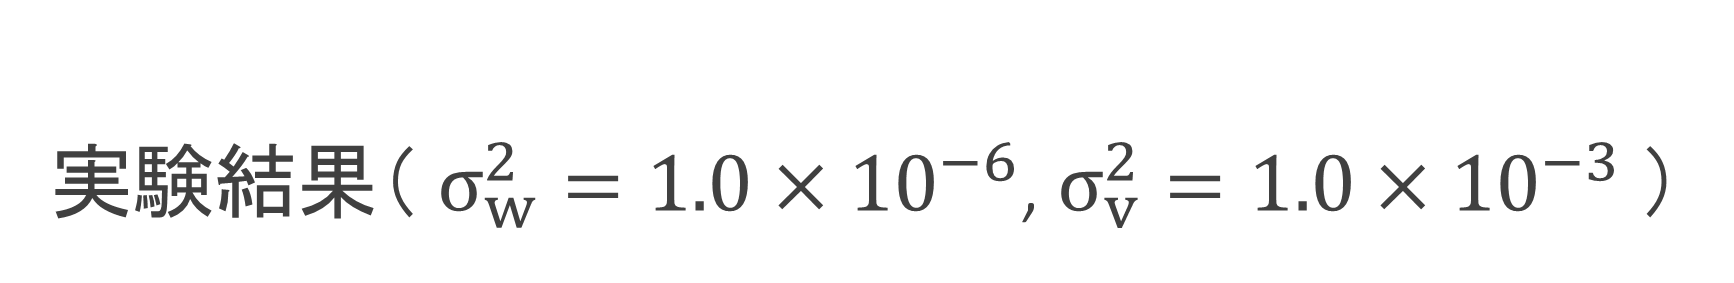 実験結果（ σ_w^2 = 1.0 × 10^−6, σ_v^2 = 1.0 × 10^−3 ）